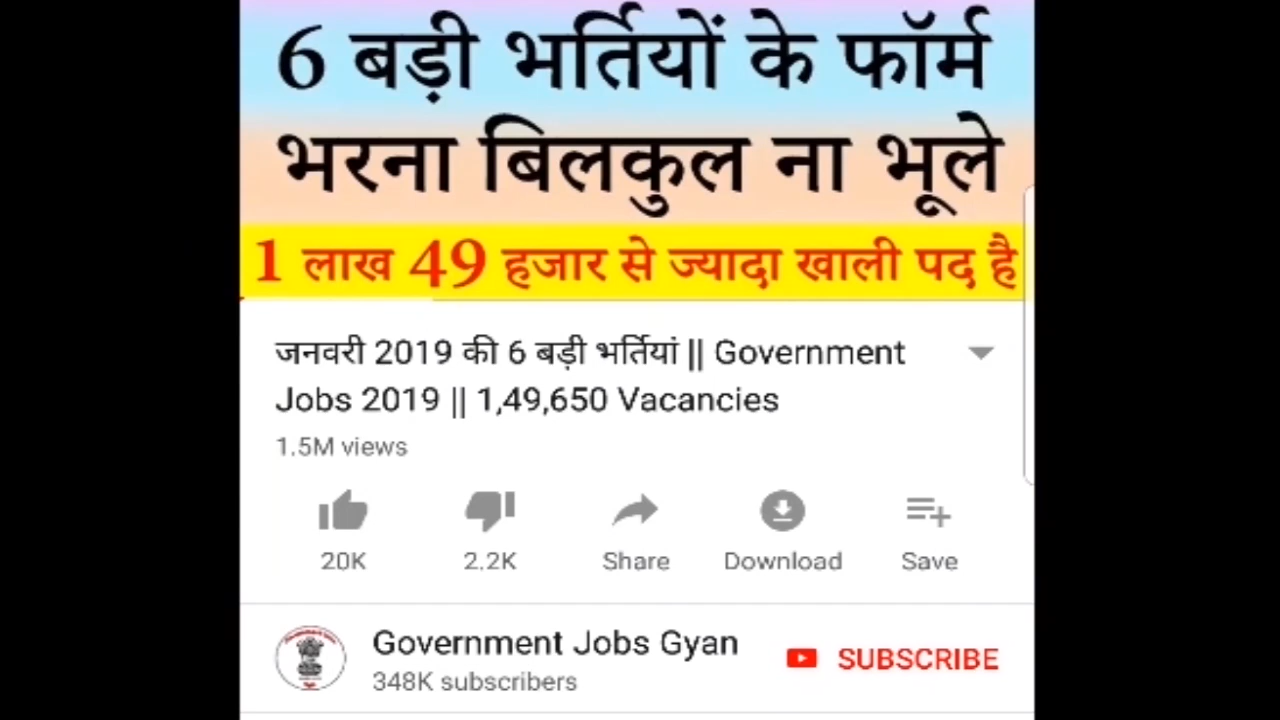 6 बड़ी भर्तियों के फॉर्म
भरना बिलकुल ना भूले
1 लाख 49 हजार से ज्यादा खाली पद है
जनवरी 2019 की 6 बड़ी भर्तियां || Government
Jobs 2019 || 1,49,650 Vacancies
1.5M views
20K 2.2K Share Download Save
Government Jobs Gyan
348K subscribers
SUBSCRIBE